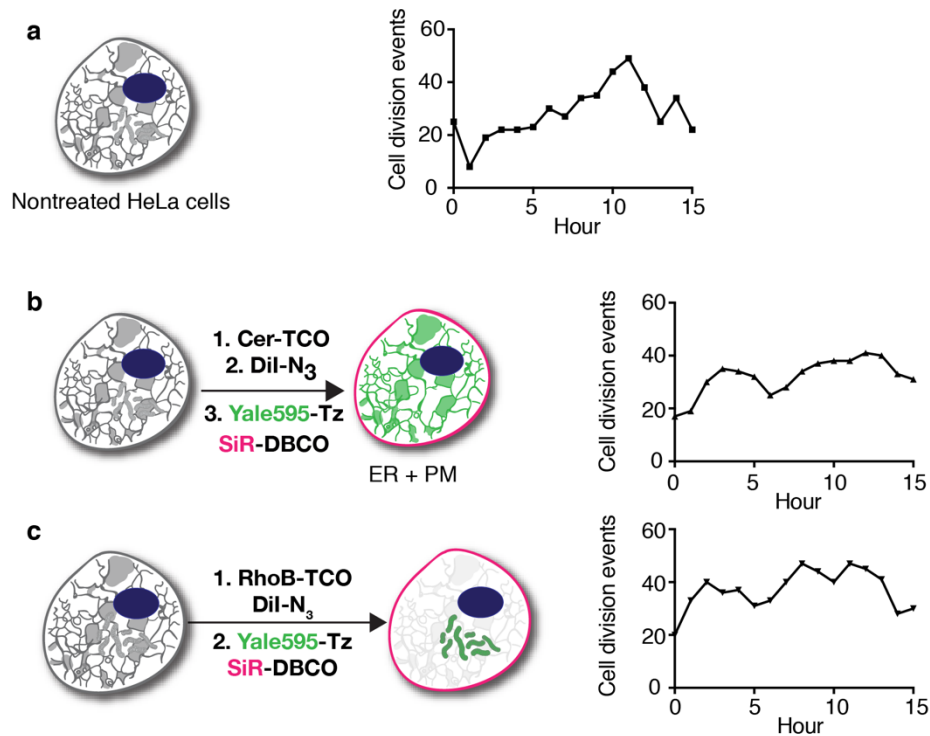 a
Nontreated HeLa cells
Cell division events
60
40
20
0
0 5 10 15
Hour
b
1. Cer-TCO
2. DiI-N3
3. Yale595-Tz
SiR-DBCO
ER + PM
Cell division events
60
40
20
0
0 5 10 15
Hour
c
1. RhoB-TCO
DiI-N3
2. Yale595-Tz
SiR-DBCO
Cell division events
60
40
20
0
0 5 10 15
Hour